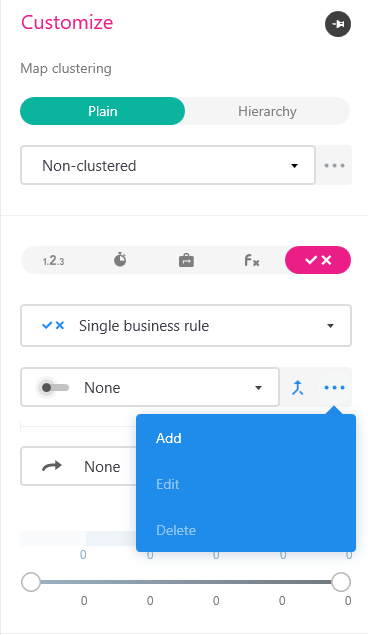 Customize
Map clustering
Plain Hierarchy
Non-clustered
1.2.3 fx
Single business rule
None
Add
None
Edit
Delete
0 0 0 0 0
0 0 0 0 0